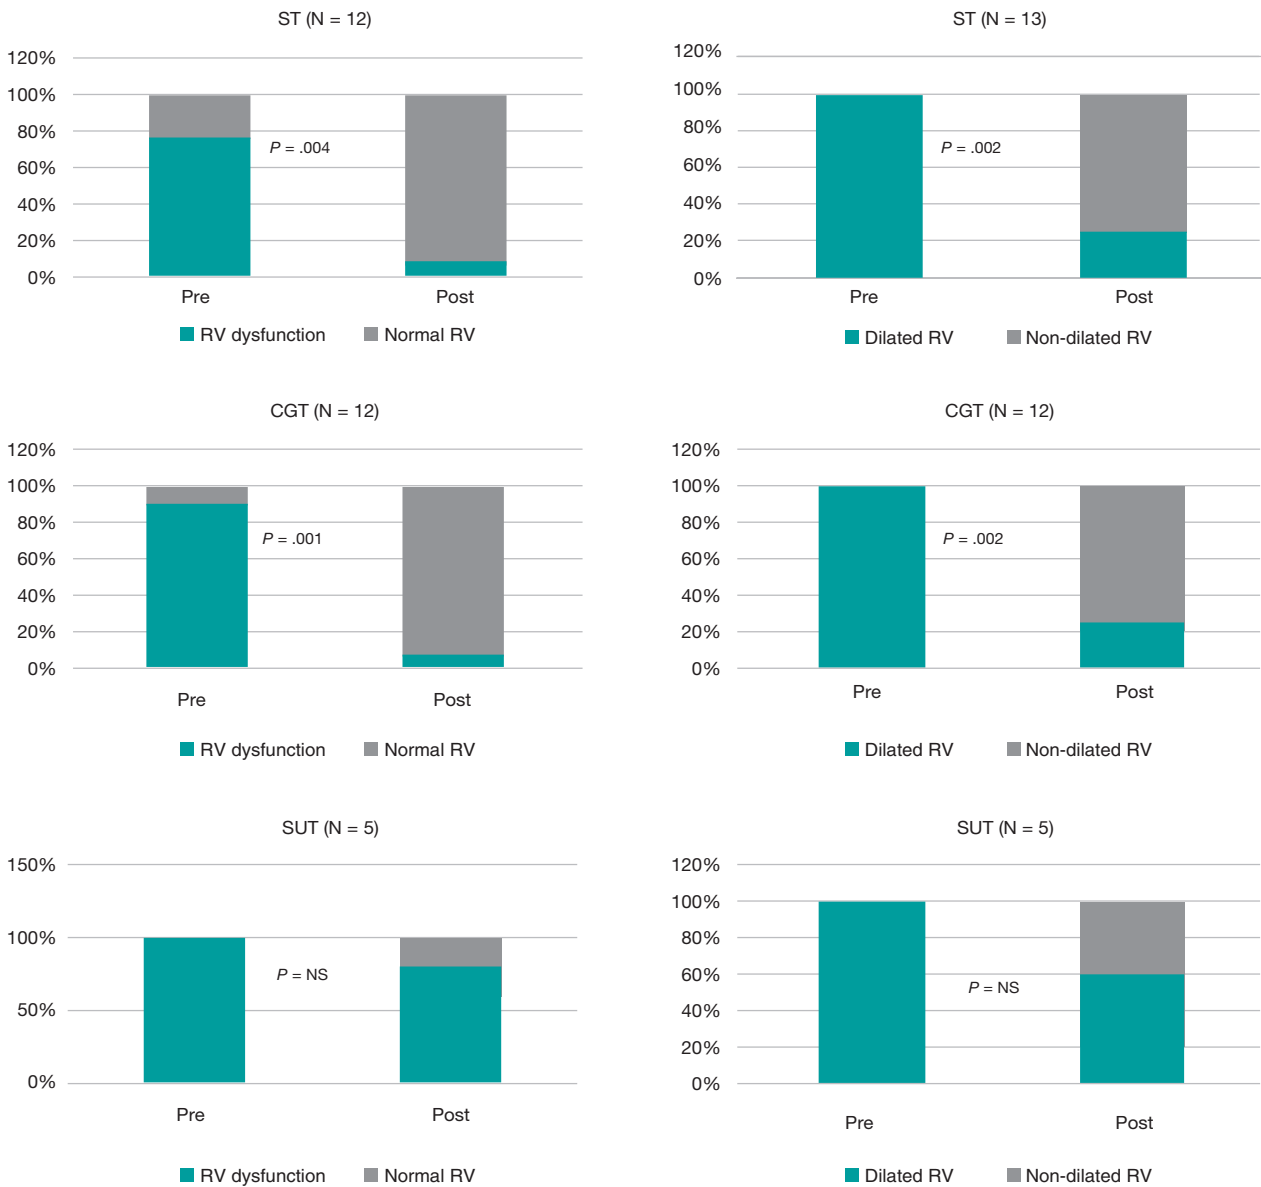 ST (N = 12)
120%
100%
80%
60%
40%
20%
0%
P = .004
Pre
Post
RV dysfunction
Normal RV
ST (N = 13)
120%
100%
80%
60%
40%
20%
0%
P = .002
Pre
Post
Dilated RV
Non-dilated RV
CGT (N = 12)
120%
100%
80%
60%
40%
20%
0%
P = .001
Pre
Post
RV dysfunction
Normal RV
CGT (N = 12)
120%
100%
80%
60%
40%
20%
0%
P = .002
Pre
Post
Dilated RV
Non-dilated RV
SUT (N = 5)
150%
100%
50%
0%
P = NS
Pre
Post
RV dysfunction
Normal RV
SUT (N = 5)
120%
100%
80%
60%
40%
20%
0%
P = NS
Pre
Post
Dilated RV
Non-dilated RV